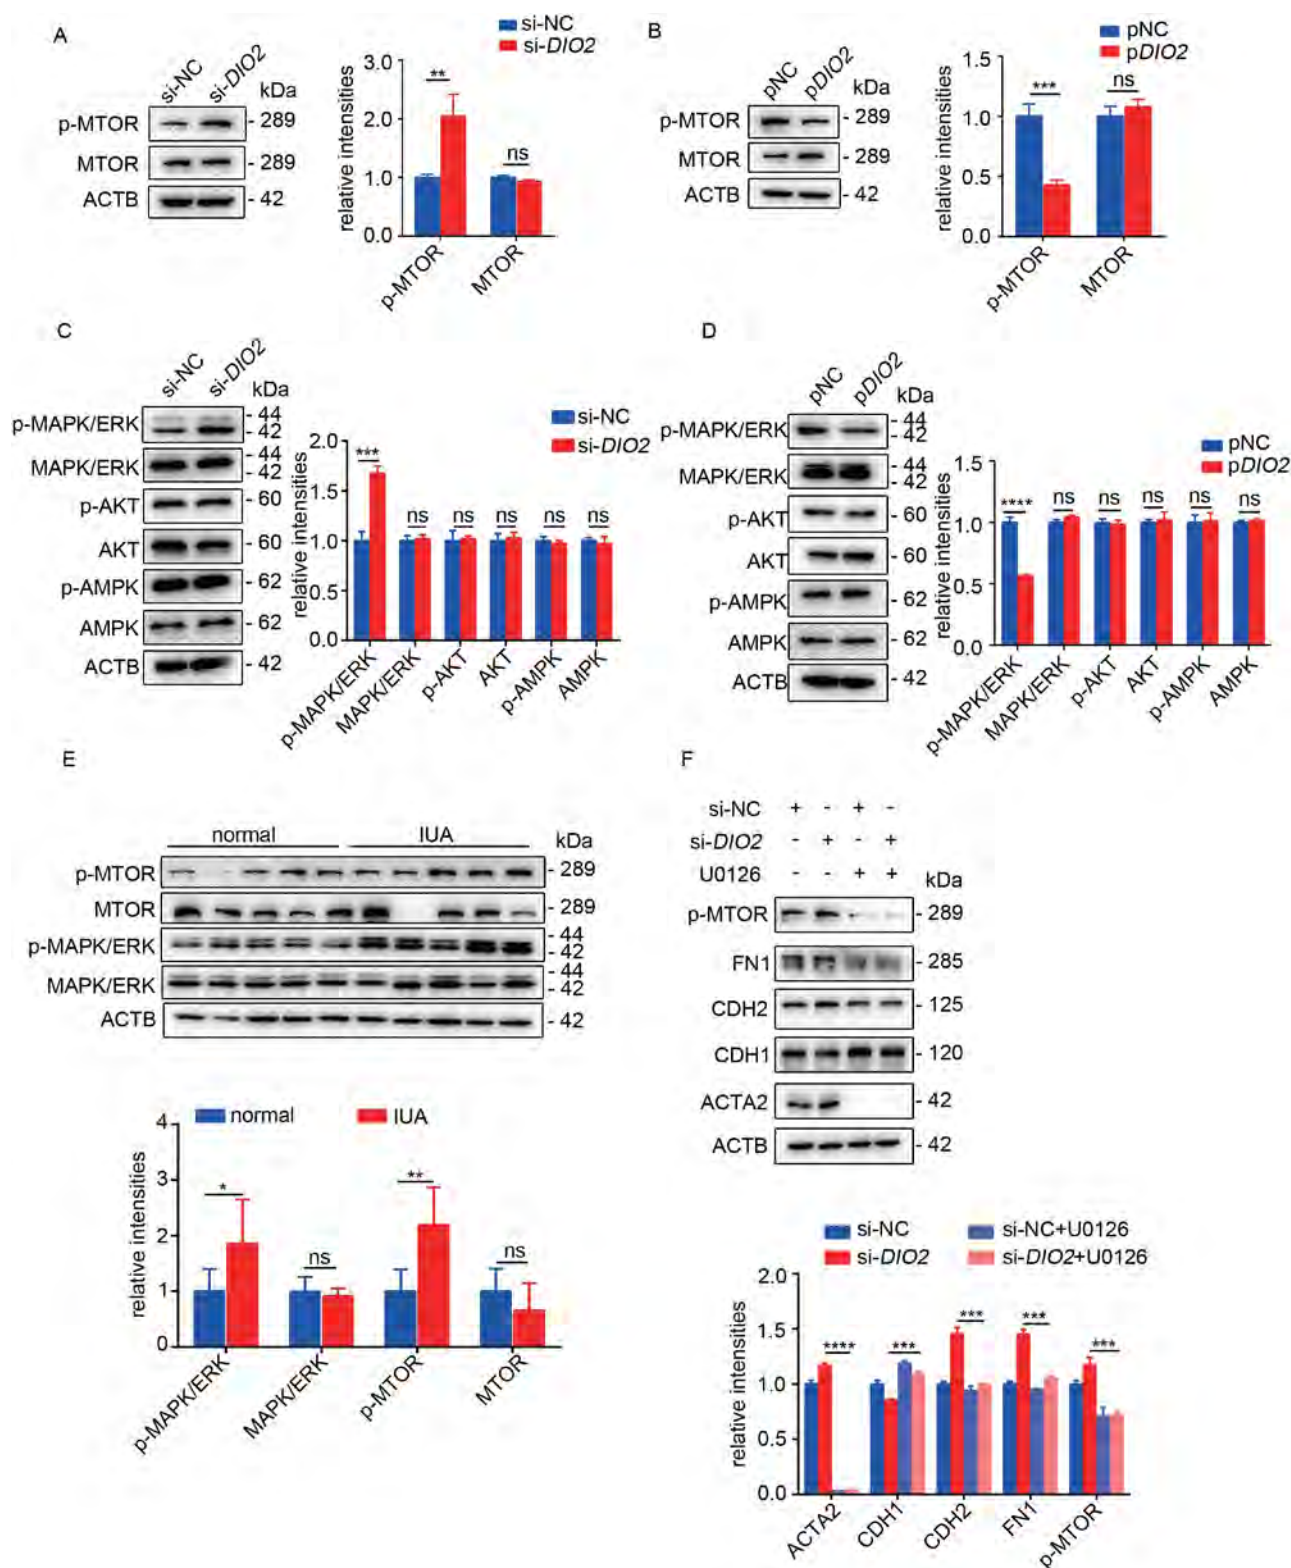 A
si-NC
si-DIO2
kDa
p-MTOR
- 289
MTOR
- 289
ACTB
- 42
si-NC
si-DIO2
relative intensities
3.0
2.0
1.0
0.0
**
ns
p-MTOR
MTOR
B
pNC
pDIO2
kDa
p-MTOR
- 289
MTOR
- 289
ACTB
- 42
pNC
pDIO2
relative intensities
1.5
1.0
0.5
0.0
***
ns
p-MTOR
MTOR
C
si-NC
si-DIO2
kDa
p-MAPK/ERK
- 44
- 42
MAPK/ERK
- 44
- 42
p-AKT
- 60
AKT
- 60
p-AMPK
- 62
AMPK
- 62
ACTB
- 42
si-NC
si-DIO2
relative intensities
2.0
1.5
1.0
0.5
0.0
***
ns
ns
ns
ns
ns
p-MAPK/ERK
MAPK/ERK
p-AKT
AKT
p-AMPK
AMPK
D
pNC
pDIO2
kDa
p-MAPK/ERK
- 44
- 42
MAPK/ERK
- 44
- 42
p-AKT
- 60
AKT
- 60
p-AMPK
- 62
AMPK
- 62
ACTB
- 42
pNC
pDIO2
relative intensities
1.5
1.0
0.5
0.0
****
ns
ns
ns
ns
ns
p-MAPK/ERK
MAPK/ERK
p-AKT
AKT
p-AMPK
AMPK
E
normal
IUA
kDa
p-MTOR
- 289
MTOR
- 289
p-MAPK/ERK
- 44
- 42
MAPK/ERK
- 44
- 42
ACTB
- 42
normal
IUA
relative intensities
4
3
2
1
0
*
ns
**
ns
p-MAPK/ERK
MAPK/ERK
p-MTOR
MTOR
F
si-NC + - + -
si-DIO2 - + - +
U0126 - - + +
kDa
p-MTOR
- 289
FN1
- 285
CDH2
- 125
CDH1
- 120
ACTA2
- 42
ACTB
- 42
si-NC
si-NC+U0126
si-DIO2
si-DIO2+U0126
relative intensities
2.0
1.5
1.0
0.5
0.0
****
***
***
***
***
ACTA2
CDH1
CDH2
FN1
p-MTOR